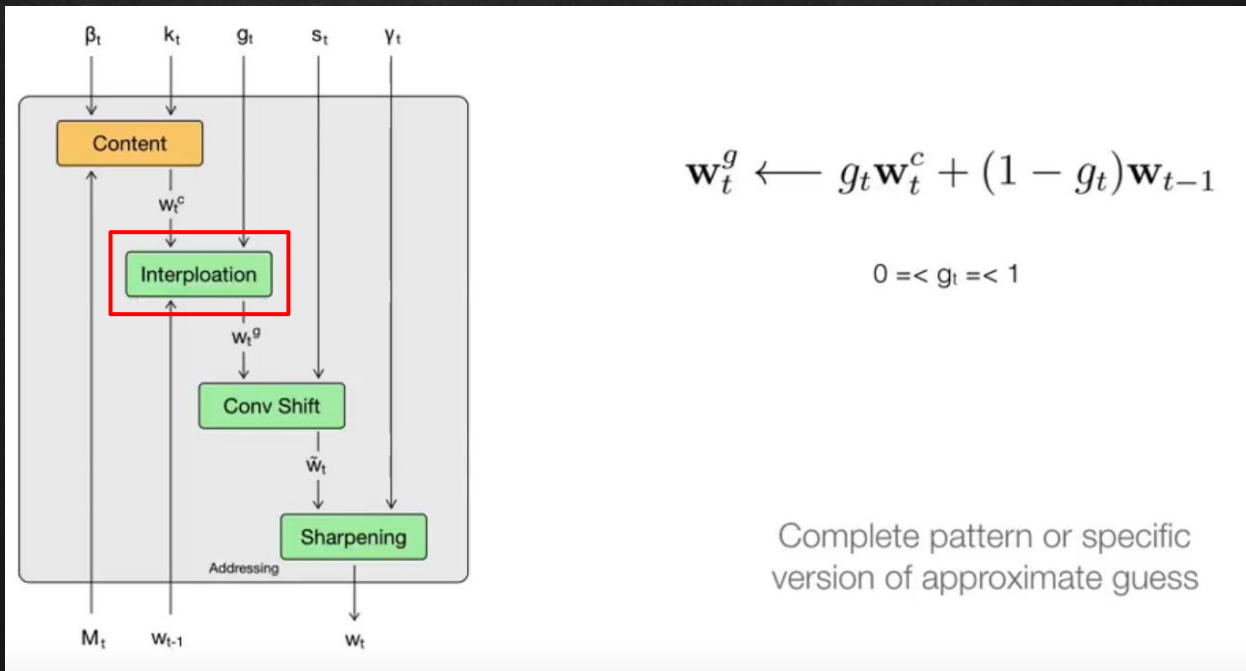 βₜ kₜ gₜ sₜ γₜ
Content
wₜᶜ
Interploation
wₜᵍ
Conv Shift
w̃ₜ
Sharpening
Addressing
Mₜ wₜ₋₁ wₜ
𝐰ₜᵍ ⟵ gₜ𝐰ₜᶜ + (1 − gₜ)𝐰ₜ₋₁
0 =< gₜ =< 1
Complete pattern or specific
version of approximate guess